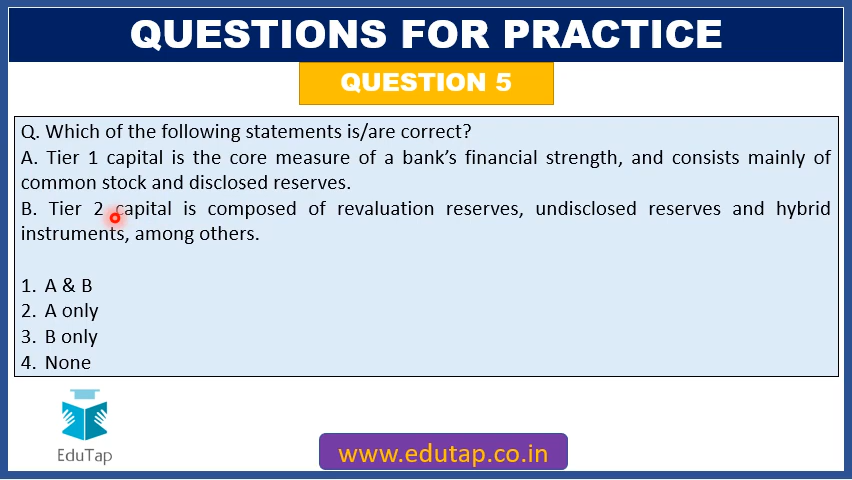 QUESTIONS FOR PRACTICE
QUESTION 5
Q. Which of the following statements is/are correct?
A. Tier 1 capital is the core measure of a bank’s financial strength, and consists mainly of
common stock and disclosed reserves.
B. Tier 2 capital is composed of revaluation reserves, undisclosed reserves and hybrid
instruments, among others.
1. A & B
2. A only
3. B only
4. None
EduTap
www.edutap.co.in